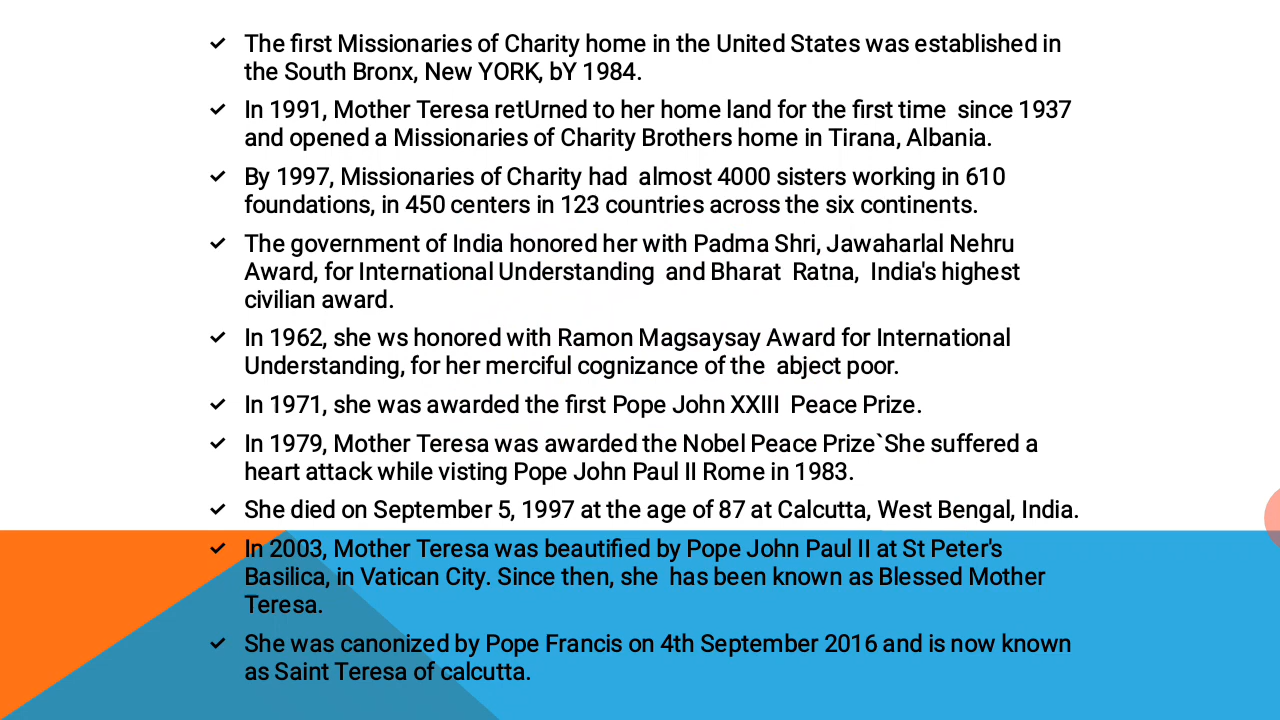 ✓ The first Missionaries of Charity home in the United States was established in
the South Bronx, New YORK, bY 1984.
✓ In 1991, Mother Teresa retUrned to her home land for the first time  since 1937
and opened a Missionaries of Charity Brothers home in Tirana, Albania.
✓ By 1997, Missionaries of Charity had  almost 4000 sisters working in 610
foundations, in 450 centers in 123 countries across the six continents.
✓ The government of India honored her with Padma Shri, Jawaharlal Nehru
Award, for International Understanding  and Bharat  Ratna,  India's highest
civilian award.
✓ In 1962, she ws honored with Ramon Magsaysay Award for International
Understanding, for her merciful cognizance of the  abject poor.
✓ In 1971, she was awarded the first Pope John XXIII  Peace Prize.
✓ In 1979, Mother Teresa was awarded the Nobel Peace Prize`She suffered a
heart attack while visting Pope John Paul II Rome in 1983.
✓ She died on September 5, 1997 at the age of 87 at Calcutta, West Bengal, India.
✓ In 2003, Mother Teresa was beautified by Pope John Paul II at St Peter's
Basilica, in Vatican City. Since then, she  has been known as Blessed Mother
Teresa.
✓ She was canonized by Pope Francis on 4th September 2016 and is now known
as Saint Teresa of calcutta.